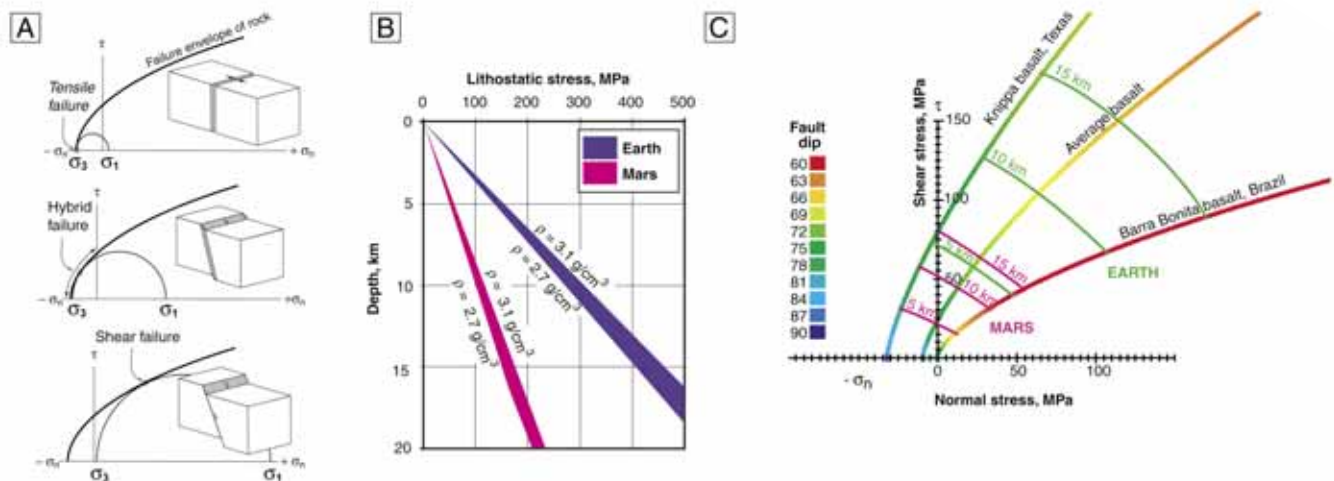 A
τ
Failure envelope of rock
Tensile
failure
- σn
σ3
σ1
+ σn
τ
Hybrid
failure
- σn
σ3
σ1
+σn
Shear failure
τ
- σn
σ3
σ1
+ σn
B
Lithostatic stress, MPa
0 100 200 300 400 500
0
5
10
15
20
Depth, km
Earth
Mars
ρ = 3.1 g/cm3
ρ = 2.7 g/cm3
ρ = 3.1 g/cm3
ρ = 2.7 g/cm3
C
Fault
dip
60
63
66
69
72
75
78
81
84
87
90
Knippa basalt, Texas
Average basalt
Barra Bonita basalt, Brazil
15 km
10 km
5 km
EARTH
15 km
10 km
5 km
MARS
Shear stress, MPa
τ
150
100
50
- σn
0 50 100
Normal stress, MPa